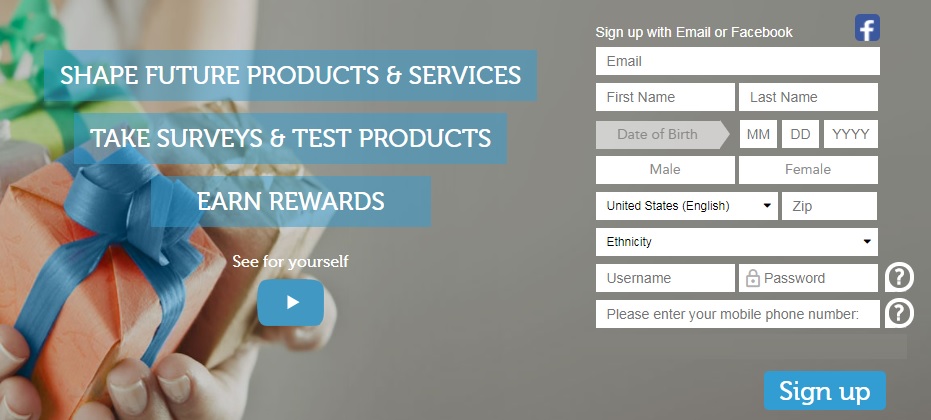 SHAPE FUTURE PRODUCTS & SERVICES
TAKE SURVEYS & TEST PRODUCTS
EARN REWARDS
See for yourself
Sign up with Email or Facebook
f
Email
First Name Last Name
Date of Birth MM DD YYYY
Male Female
United States (English) Zip
Ethnicity
Username Password ?
Please enter your mobile phone number: ?
Sign up